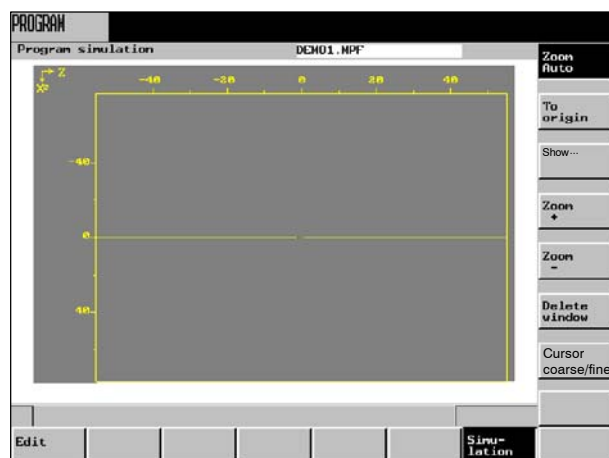 PROGRAM
Program simulation DEMO1.MPF
Zoom
Auto
Z
-40 -20 0 20 40
X
To
origin
Show...
-40
Zoom
+
0
Zoom
-
40
Delete
window
Cursor
coarse/fine
Edit
Simu-
lation